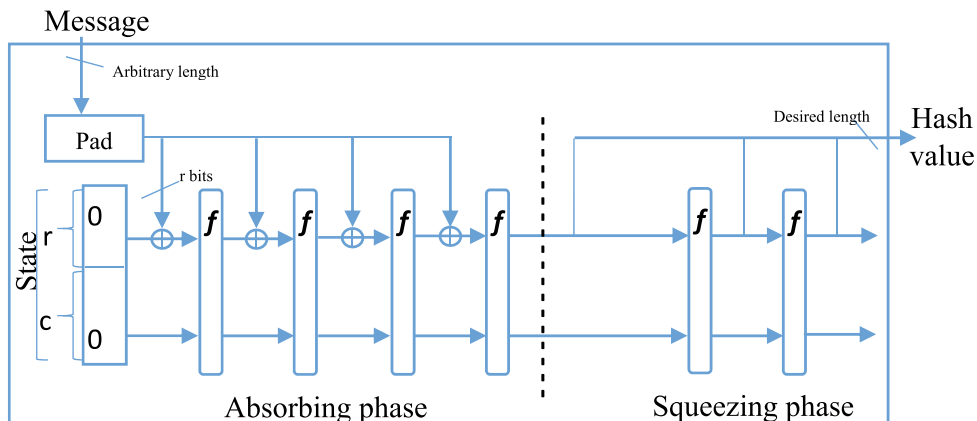 Message
Arbitrary length
Pad
Desired length
Hash
value
r bits
State
r
c
0
0
f
f
f
f
f
f
Absorbing phase
Squeezing phase